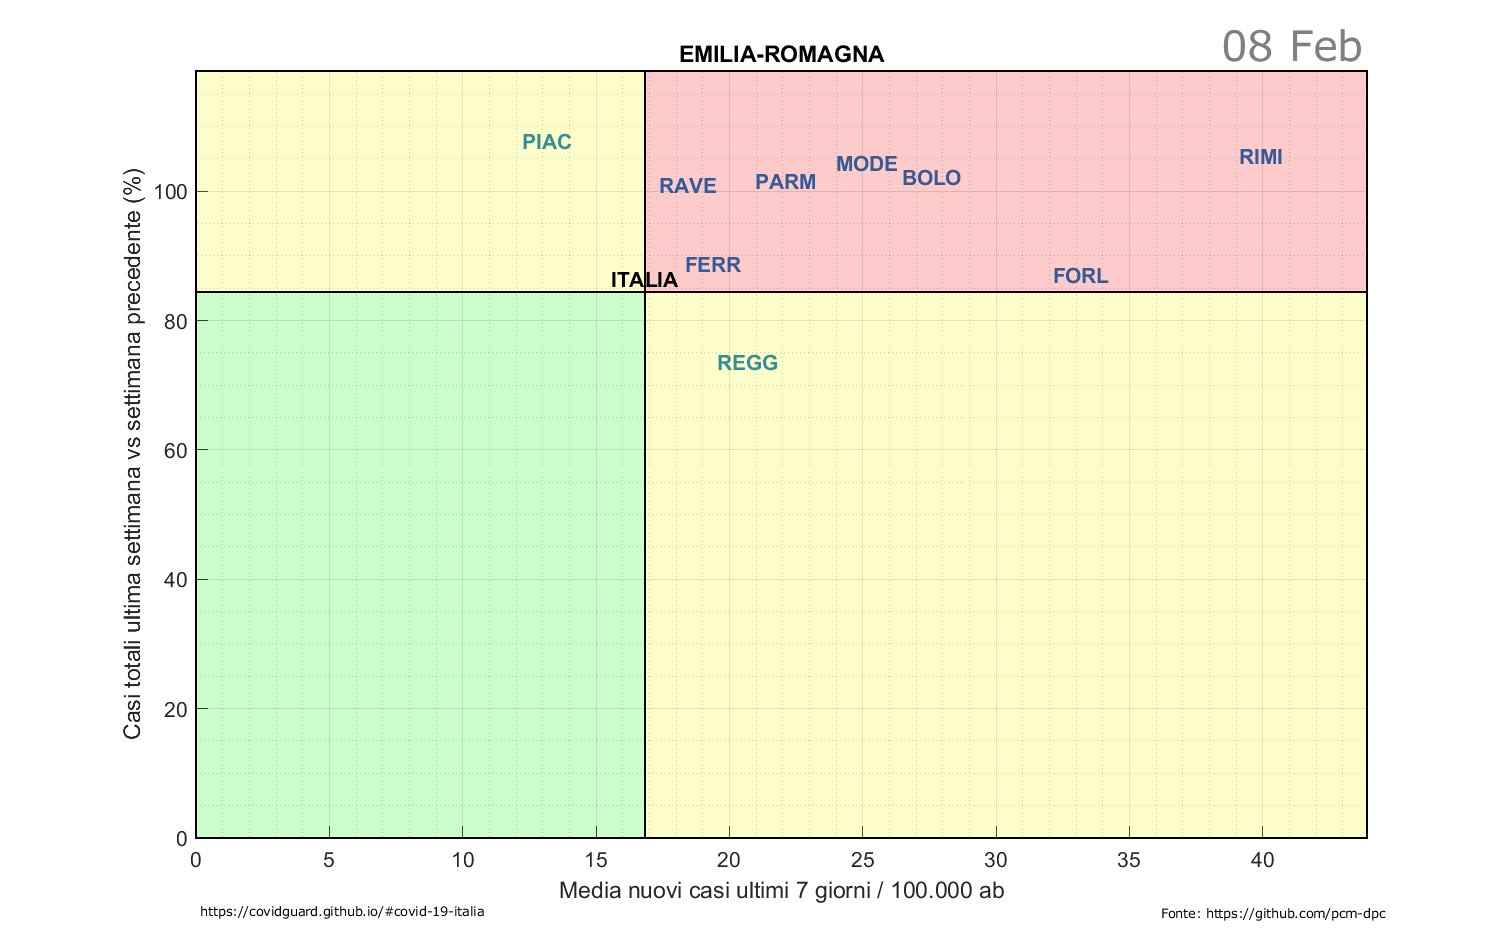 08 Feb
EMILIA-ROMAGNA
PIAC
RIMI
MODE
BOLO
PARM
RAVE
FERR
FORL
ITALIA
REGG
Casi totali ultima settimana vs settimana precedente (%)
100
80
60
40
20
0
0 5 10 15 20 25 30 35 40
Media nuovi casi ultimi 7 giorni / 100.000 ab
https://covidguard.github.io/#covid-19-italia
Fonte: https://github.com/pcm-dpc